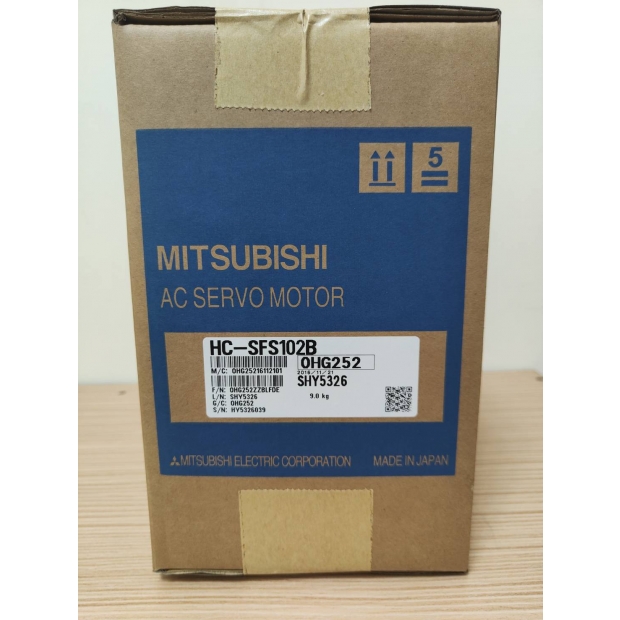 5
MITSUBISHI
AC SERVO MOTOR
HC-SFS102B
M/C: OHG25216112101
OHG252
2016/11/21
SHY5326
F/N: OHG252ZZBLFDE
L/N: SHY5326
9.0 kg
G/C: OHG252
S/N: HY5326039
MITSUBISHI ELECTRIC CORPORATION
MADE IN JAPAN